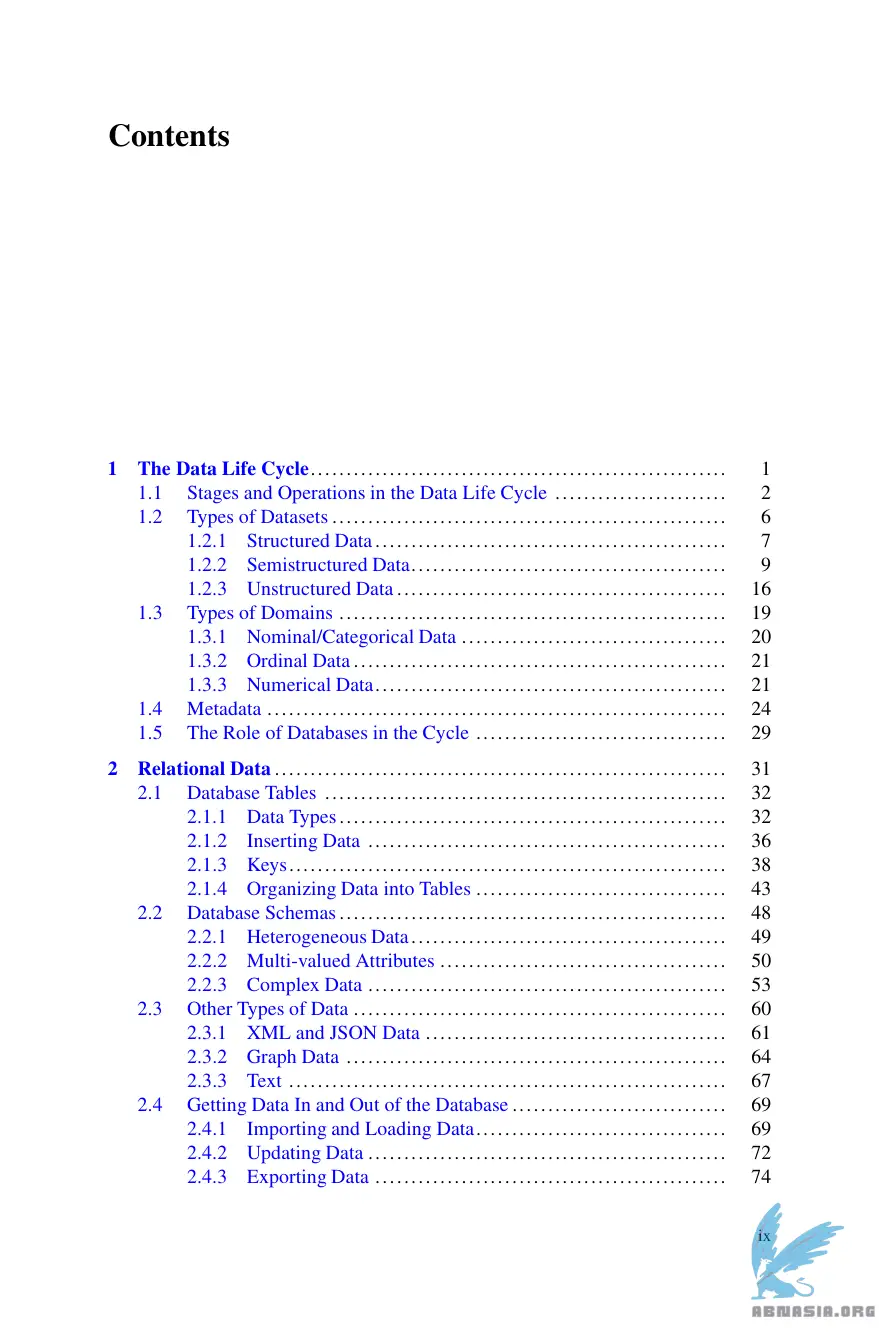 Contents
1 The Data Life Cycle.......................................................... 1
1.1 Stages and Operations in the Data Life Cycle ........................ 2
1.2 Types of Datasets ....................................................... 6
1.2.1 Structured Data ................................................. 7
1.2.2 Semistructured Data............................................ 9
1.2.3 Unstructured Data .............................................. 16
1.3 Types of Domains ...................................................... 19
1.3.1 Nominal/Categorical Data ..................................... 20
1.3.2 Ordinal Data .................................................... 21
1.3.3 Numerical Data................................................. 21
1.4 Metadata ................................................................ 24
1.5 The Role of Databases in the Cycle ................................... 29
2 Relational Data ............................................................... 31
2.1 Database Tables ........................................................ 32
2.1.1 Data Types ...................................................... 32
2.1.2 Inserting Data .................................................. 36
2.1.3 Keys............................................................. 38
2.1.4 Organizing Data into Tables ................................... 43
2.2 Database Schemas ...................................................... 48
2.2.1 Heterogeneous Data............................................ 49
2.2.2 Multi-valued Attributes ........................................ 50
2.2.3 Complex Data .................................................. 53
2.3 Other Types of Data .................................................... 60
2.3.1 XML and JSON Data .......................................... 61
2.3.2 Graph Data ..................................................... 64
2.3.3 Text ............................................................. 67
2.4 Getting Data In and Out of the Database .............................. 69
2.4.1 Importing and Loading Data................................... 69
2.4.2 Updating Data .................................................. 72
2.4.3 Exporting Data ................................................. 74
ix
ABNASIA.ORG